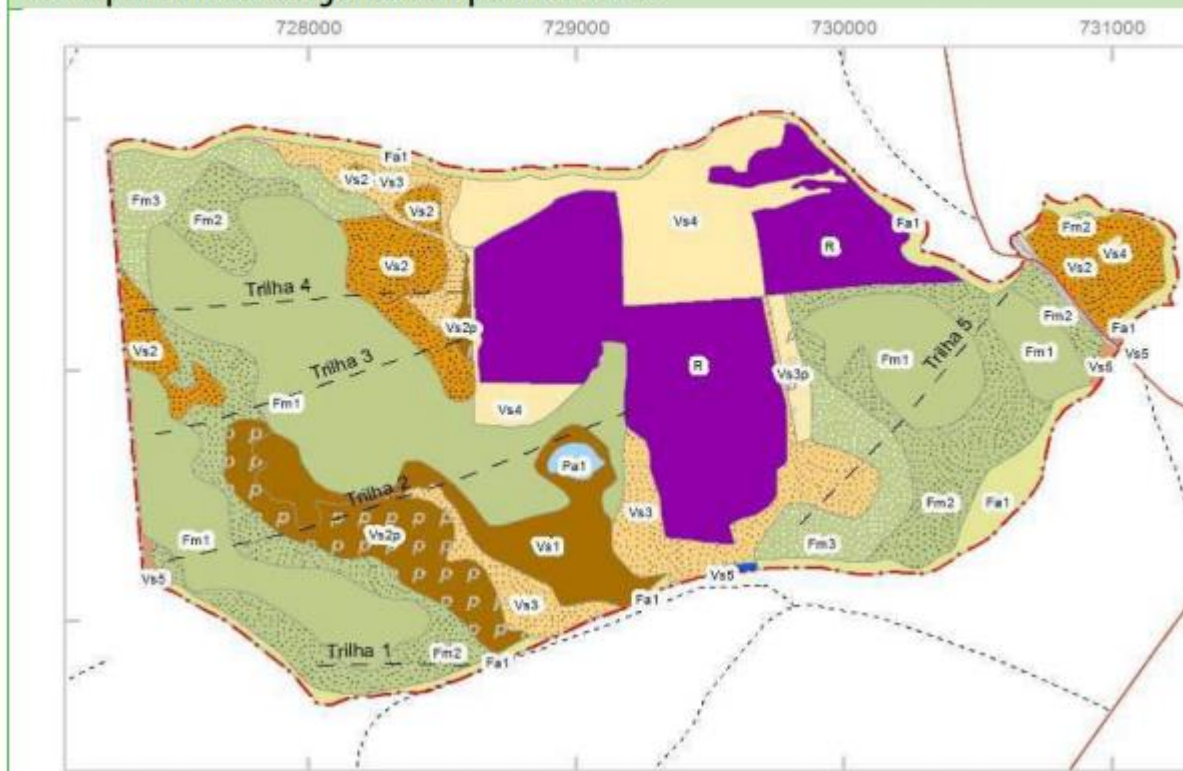 728000 729000 730000 731000
Fa1
Vs2 Vs3
Fm3
Fm2
Vs2
Vs4
Fa1
R
Fm2
Vs4
Vs2
Vs2
Trilha 4
Vs2p
Fm2
Fa1
Vs2
Trilha 3
Fm1
Trilha 5
Fm1
Vs5
R
Vs3p
Vs5
Fm1
Vs4
Pa1
Trilha 2
Vs3
Fm2
Fa1
Vs2p
Fm1
Vs1
Fm3
Vs5
Vs5
Fa1
Vs3
Trilha 1
Fm2
Fa1
p p
p p
p
p p p p p p
p p p p p
p p p
p p p
p